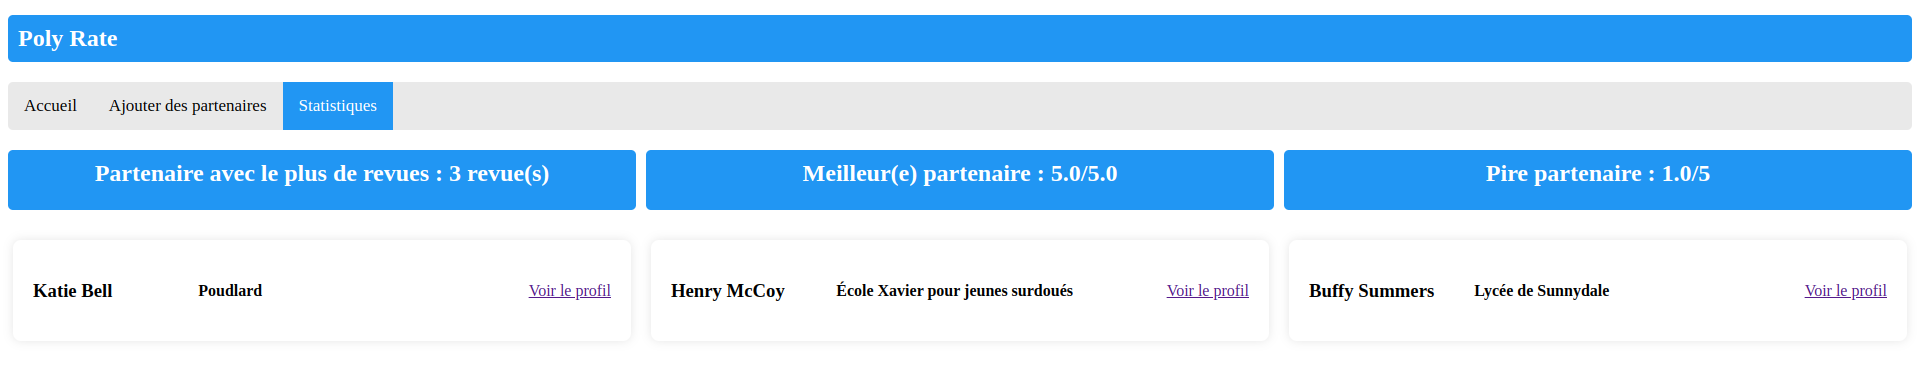 Poly Rate
Accueil Ajouter des partenaires Statistiques
Partenaire avec le plus de revues : 3 revue(s)
Katie Bell Poudlard Voir le profil
Meilleur(e) partenaire : 5.0/5.0
Henry McCoy École Xavier pour jeunes surdoués Voir le profil
Pire partenaire : 1.0/5
Buffy Summers Lycée de Sunnydale Voir le profil